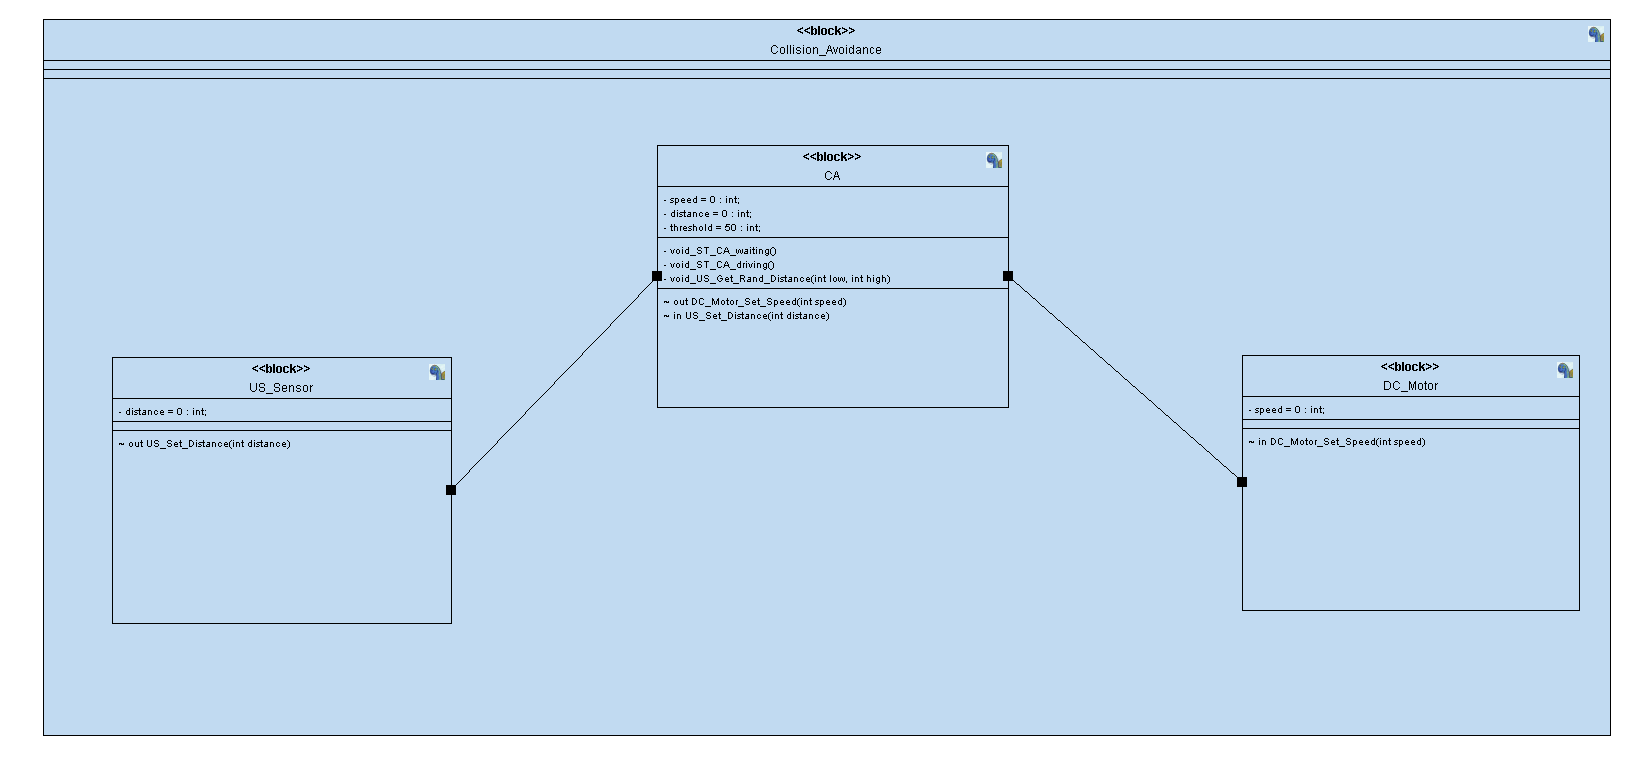 <<block>>
Collision_Avoidance
<<block>>
CA
- speed = 0 : int;
- distance = 0 : int;
- threshold = 50 : int;
- void_ST_CA_waiting()
- void_ST_CA_driving()
- void_US_Get_Rand_Distance(int low, int high)
~ out DC_Motor_Set_Speed(int speed)
~ in US_Set_Distance(int distance)
<<block>>
US_Sensor
- distance = 0 : int;
~ out US_Set_Distance(int distance)
<<block>>
DC_Motor
- speed = 0 : int;
~ in DC_Motor_Set_Speed(int speed)